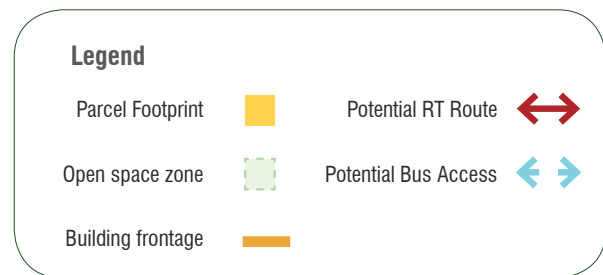 Legend
Parcel Footprint
Potential RT Route
Open space zone
Potential Bus Access
Building frontage